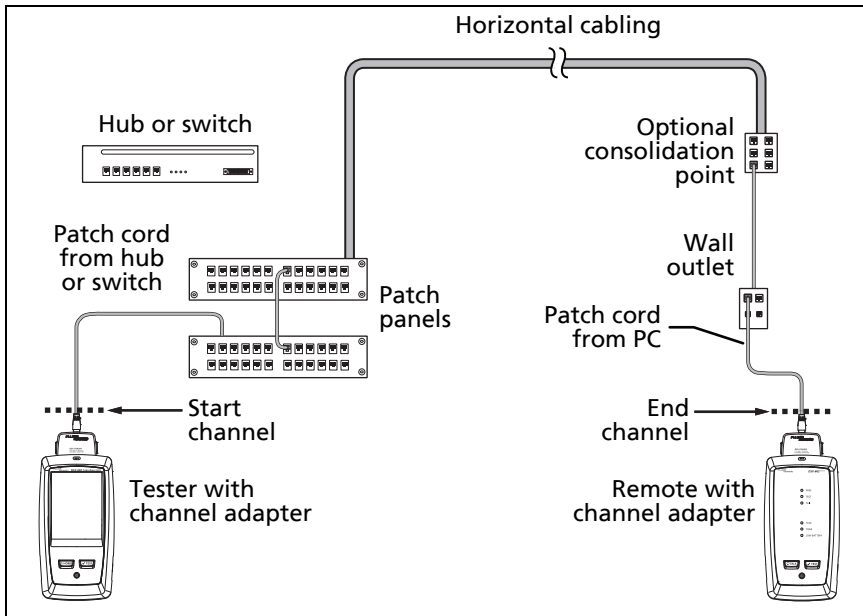 Horizontal cabling
Hub or switch
Optional
consolidation
point
Patch cord
from hub
or switch
Wall
outlet
Patch
panels
Patch cord
from PC
Start
channel
End
channel
Tester with
channel adapter
Remote with
channel adapter